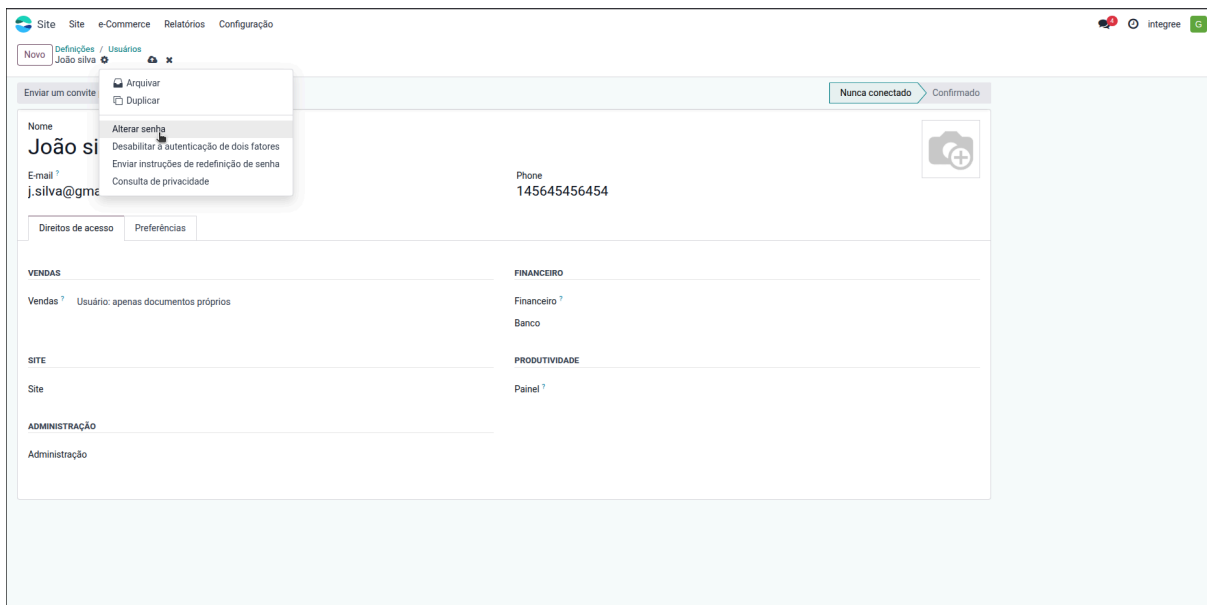 Site Site e-Commerce Relatórios Configuração 4 integree G
Novo Definições / Usuários
João silva
Enviar um convite Nunca conectado Confirmado
Arquivar
Duplicar
Alterar senha
Desabilitar a autenticação de dois fatores
Enviar instruções de redefinição de senha
Consulta de privacidade
Nome
João si
E-mail ? Phone
j.silva@gma 145645456454
Direitos de acesso Preferências
VENDAS FINANCEIRO
Vendas ? Usuário: apenas documentos próprios Financeiro ?
Banco
SITE PRODUTIVIDADE
Site Painel ?
ADMINISTRAÇÃO
Administração